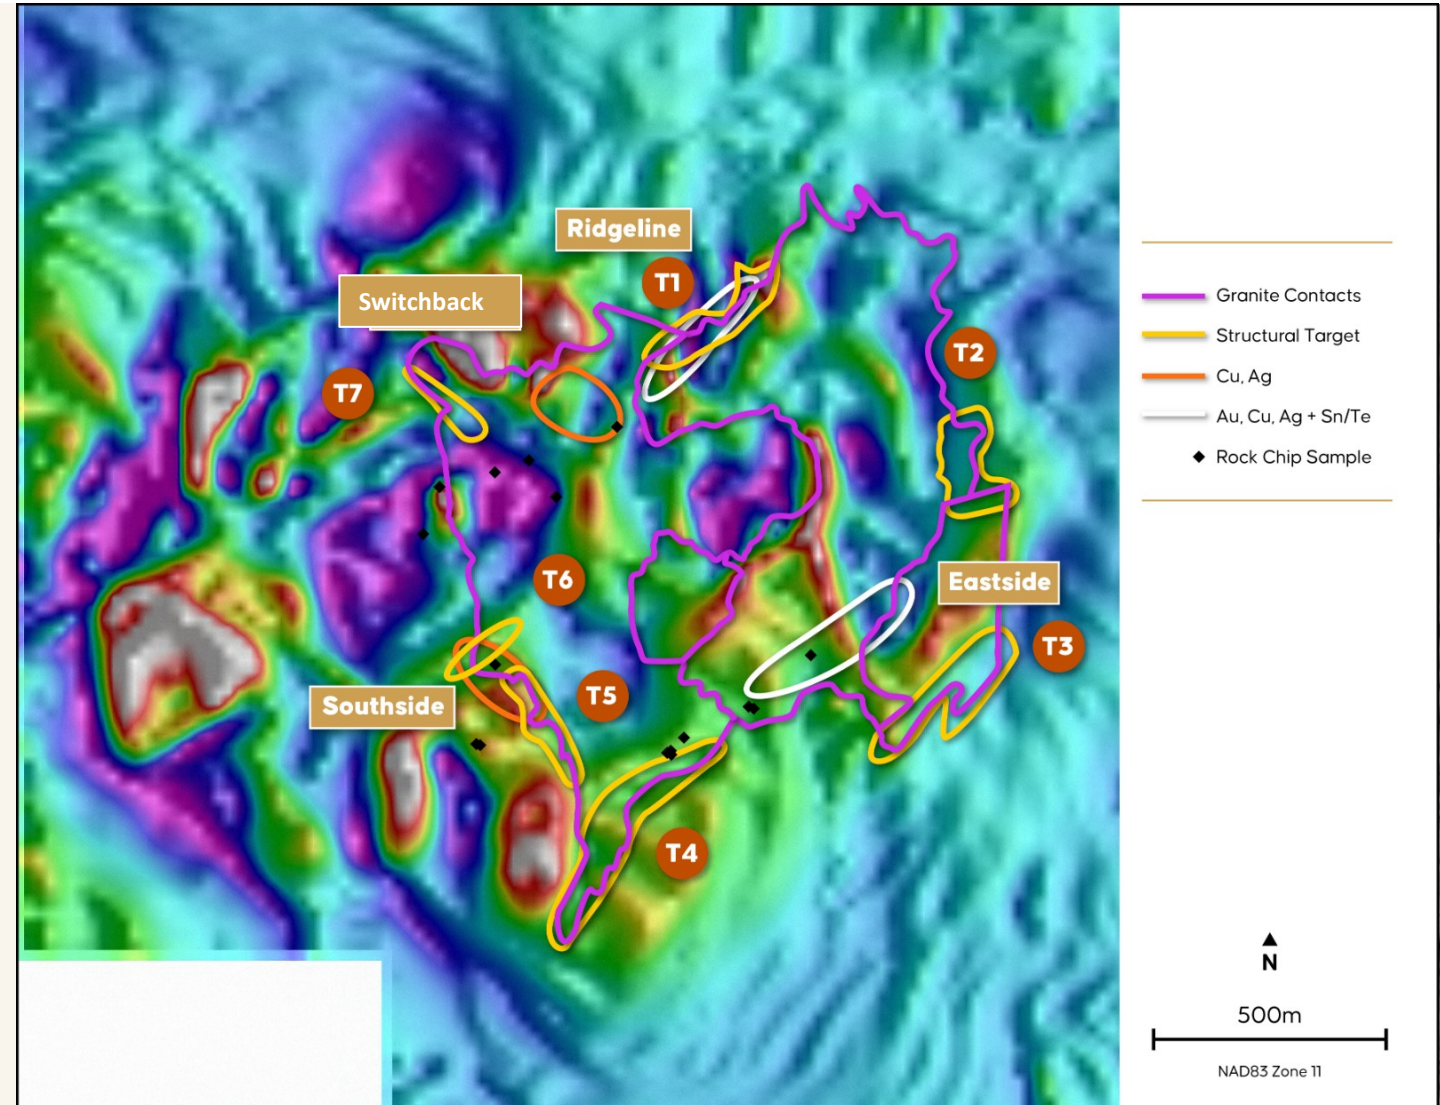 Ridgeline
T1
Switchback
T2
T7
T6
Eastside
T3
T5
Southside
T4
Granite Contacts
Structural Target
Cu, Ag
Au, Cu, Ag + Sn/Te
Rock Chip Sample
N
500m
NAD83 Zone 11